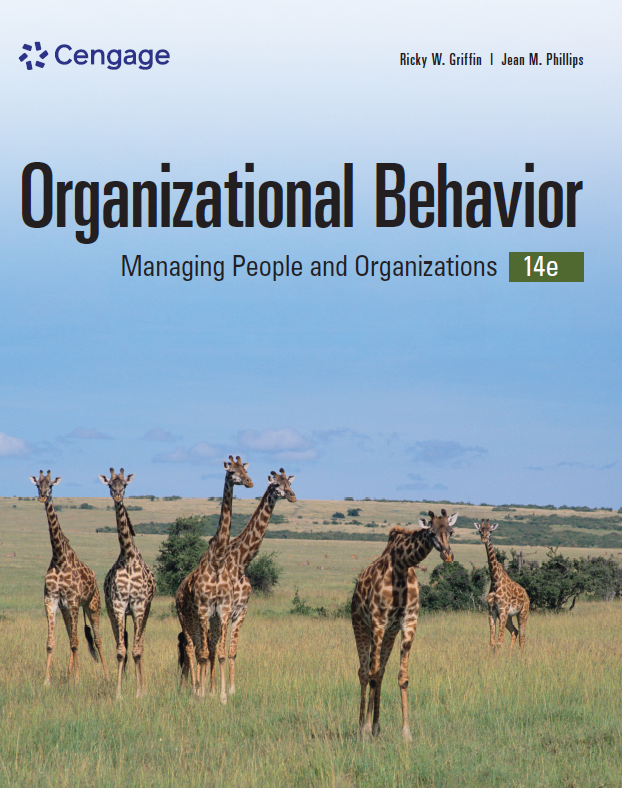 Cengage
Ricky W. Griffin | Jean M. Phillips
Organizational Behavior
Managing People and Organizations 14e